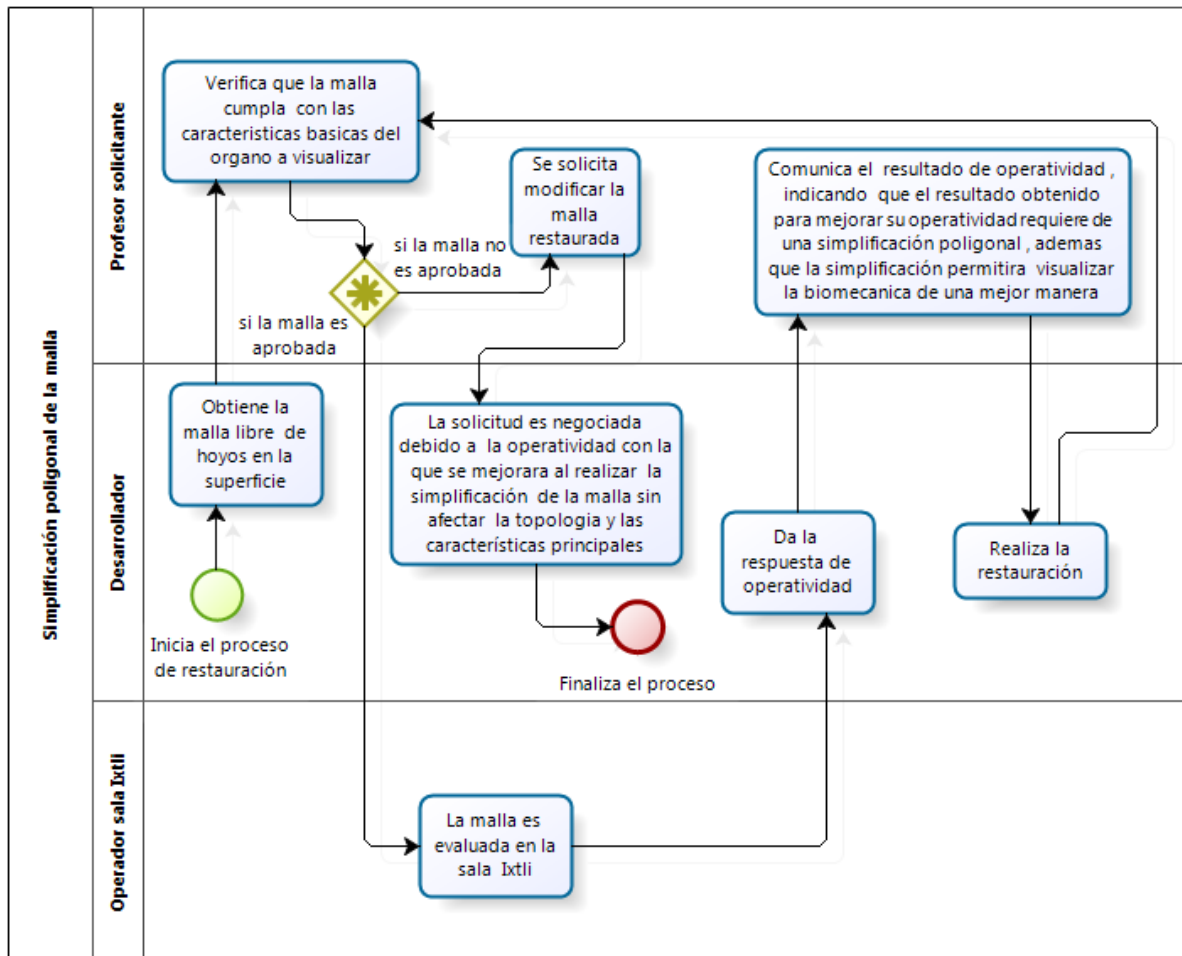 Simplificación poligonal de la malla
Profesor solicitante
Verifica que la malla
cumpla con las
caracteristicas basicas del
organo a visualizar
Se solicita
modificar la
malla
restaurada
Comunica el resultado de operatividad ,
indicando que el resultado obtenido
para mejorar su operatividad requiere de
una simplificación poligonal , ademas
que la simplificación permitira visualizar
la biomecanica de una mejor manera
si la malla no
es aprobada
si la malla es
aprobada
Desarrollador
Obtiene la
malla libre de
hoyos en la
superficie
La solicitud es negociada
debido a la operatividad con la
que se mejorara al realizar la
simplificación de la malla sin
afectar la topologia y las
características principales
Da la
respuesta de
operatividad
Realiza la
restauración
Inicia el proceso
de restauración
Finaliza el proceso
Operador sala Ixtli
La malla es
evaluada en la
sala Ixtli